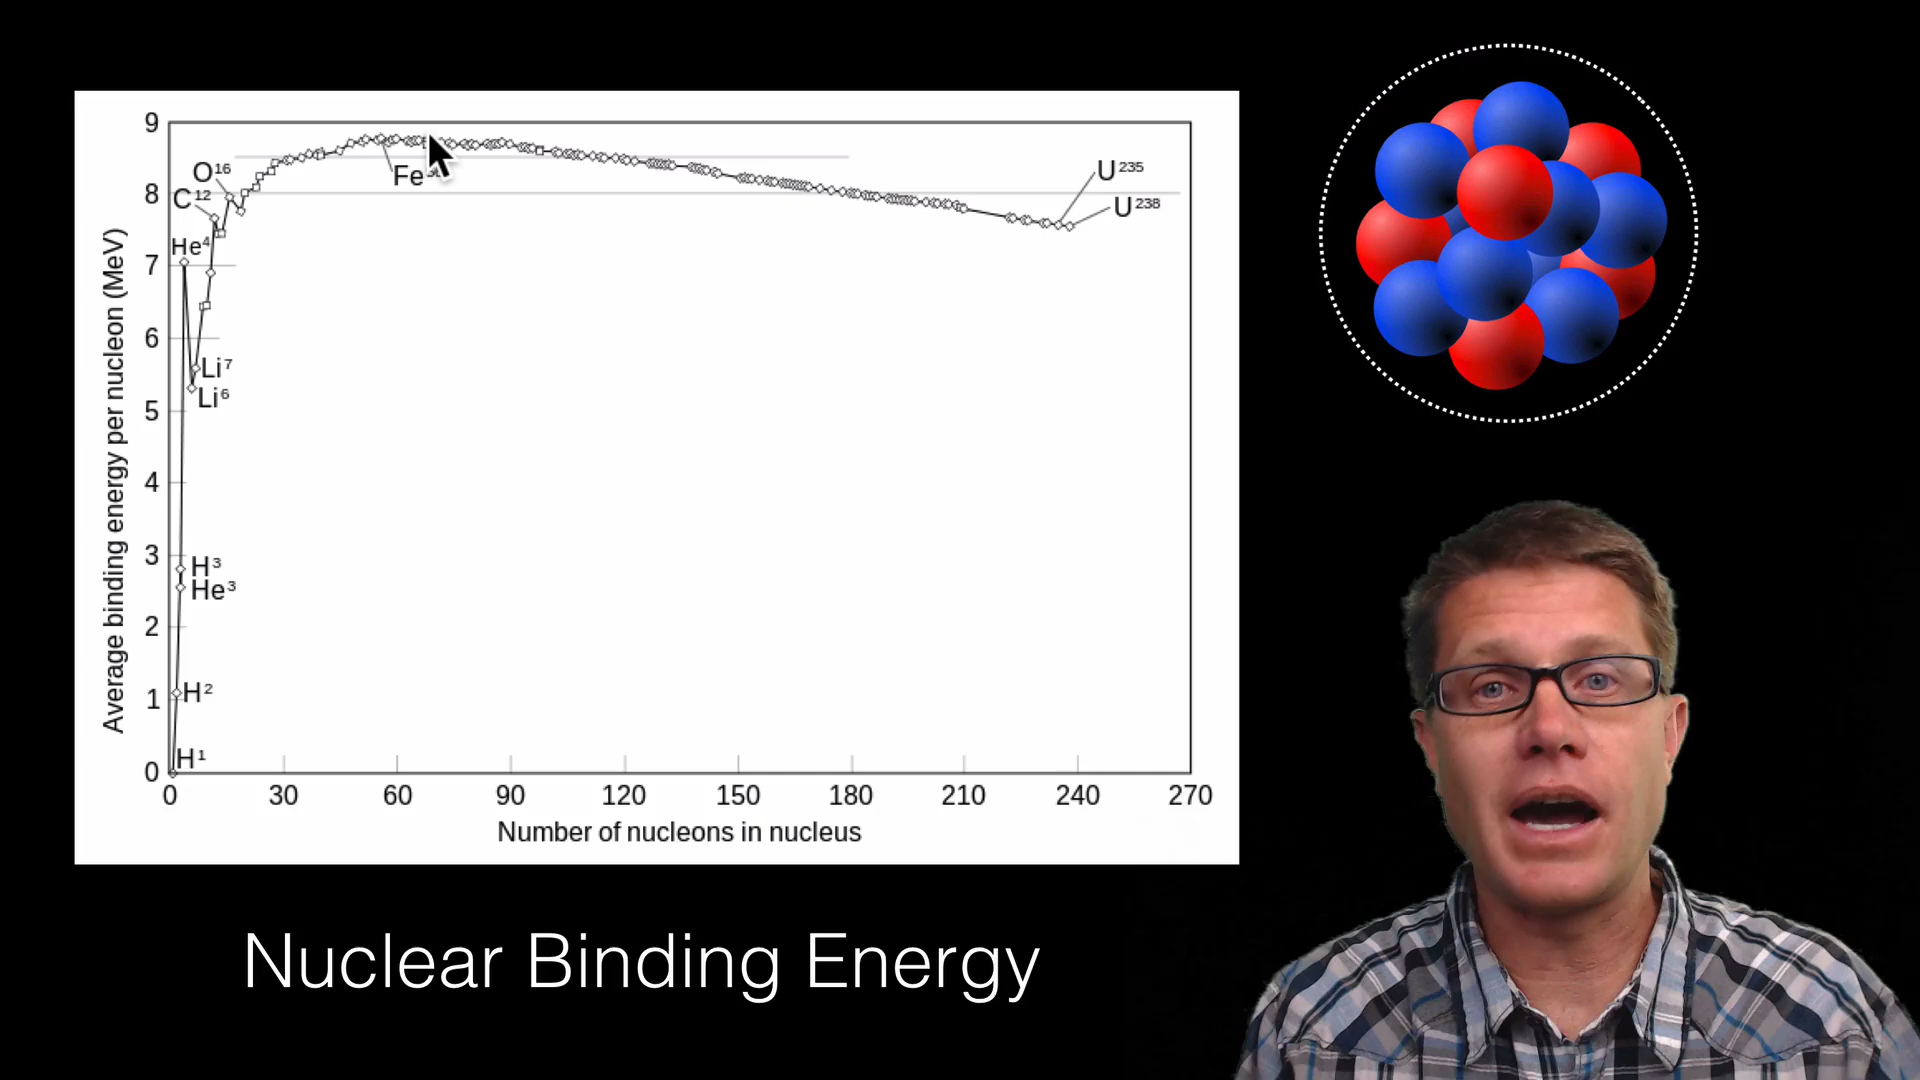 9
8
7
6
5
4
3
2
1
0
Average binding energy per nucleon (MeV)
O¹⁶
C¹²
He⁴
Li⁷
Li⁶
H³
He³
H²
H¹
Fe
U²³⁵
U²³⁸
0 30 60 90 120 150 180 210 240 270
Number of nucleons in nucleus
Nuclear Binding Energy